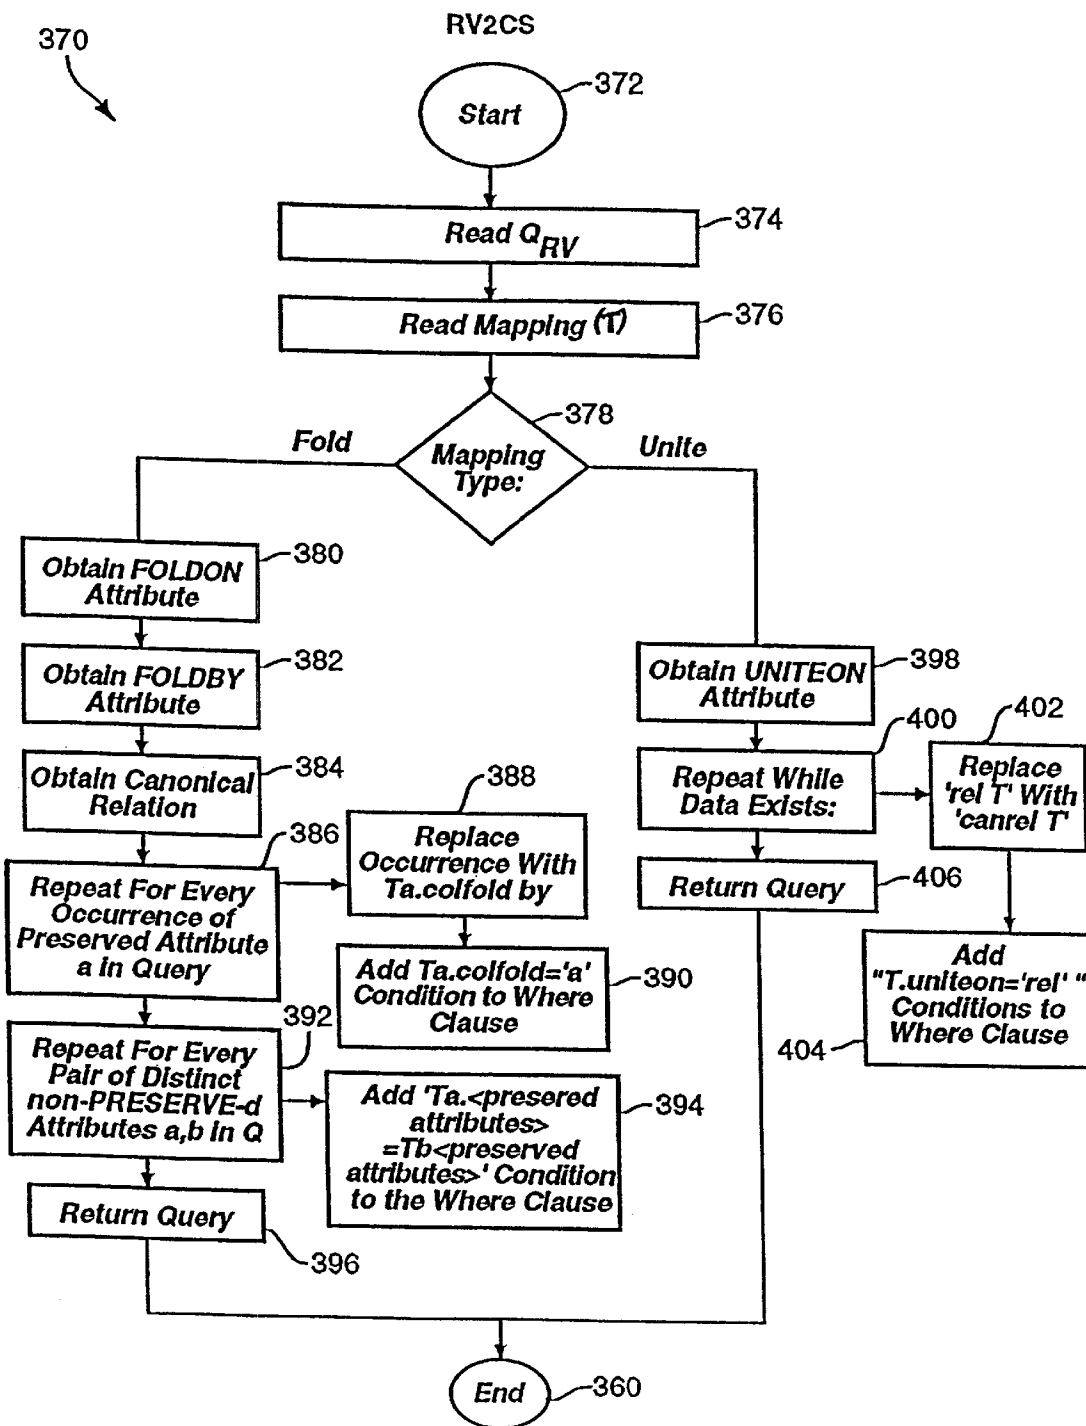 RV2CS
370
Start
372
Read QRV
374
Read Mapping (T)
376
378
Mapping
Type:
Fold
Unite
Obtain FOLDON
Attribute
380
Obtain FOLDBY
Attribute
382
Obtain Canonical
Relation
384
386
Repeat For Every
Occurrence of
Preserved Attribute
a in Query
388
Replace
Occurrence With
Ta.colfold by
Add Ta.colfold='a'
Condition to Where
Clause
390
392
Repeat For Every
Pair of Distinct
non-PRESERVE-d
Attributes a,b in Q
Add 'Ta.<presered
attributes>
=Tb<preserved
attributes>' Condition
to the Where Clause
394
Return Query
396
Obtain UNITEON
Attribute
398
400
Repeat While
Data Exists:
402
Replace
'rel T' With
'canrel T'
Return Query
406
Add
"T.uniteon='rel' "
Conditions to
Where Clause
404
End
360